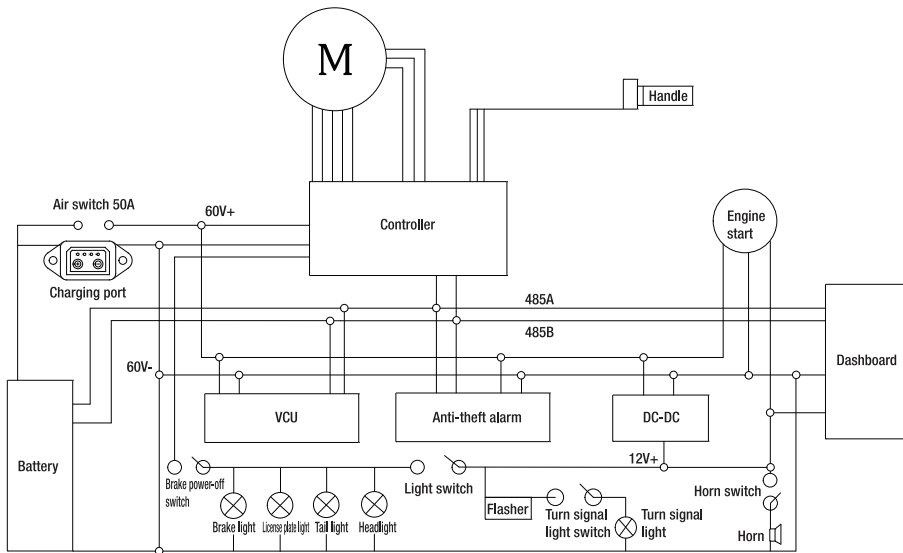 M
Handle
Air switch 50A
60V+
Controller
Engine
start
Charging port
485A
485B
60V-
Dashboard
VCU
Anti-theft alarm
DC-DC
Battery
12V+
Brake power-off
switch
Light switch
Horn switch
Flasher
Brake light
License plate light
Tail light
Headlight
Turn signal
light switch
Turn signal
light
Horn